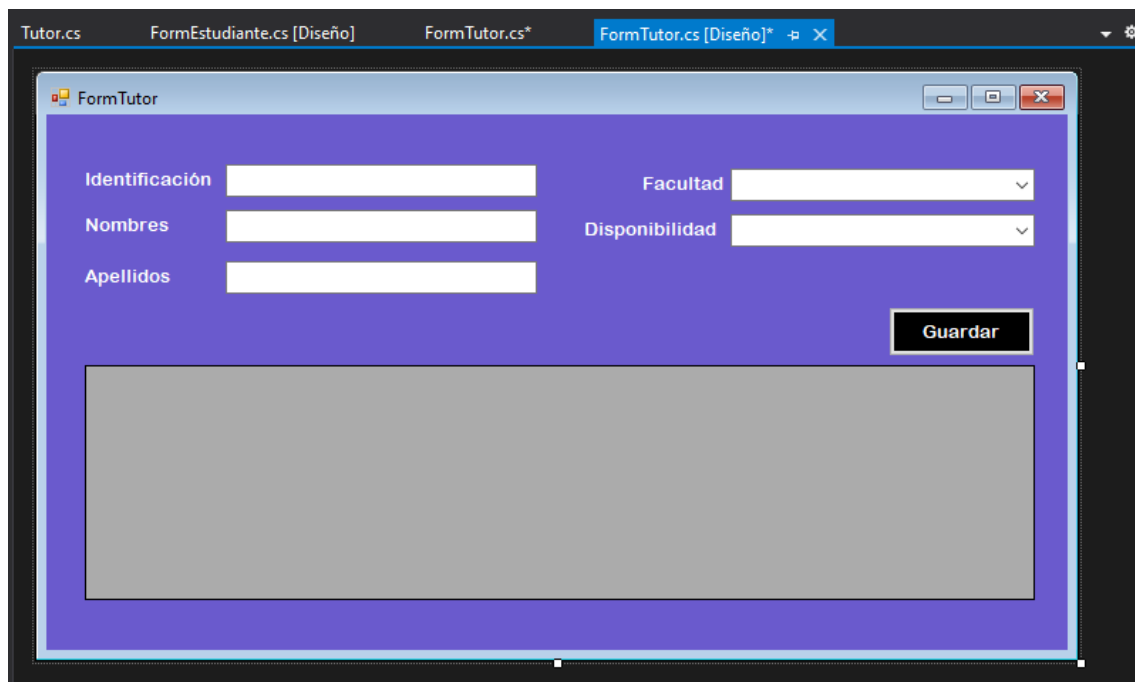 Tutor.cs FormEstudiante.cs [Diseño] FormTutor.cs* FormTutor.cs [Diseño]*
FormTutor
Identificación Facultad
Nombres Disponibilidad
Apellidos
Guardar